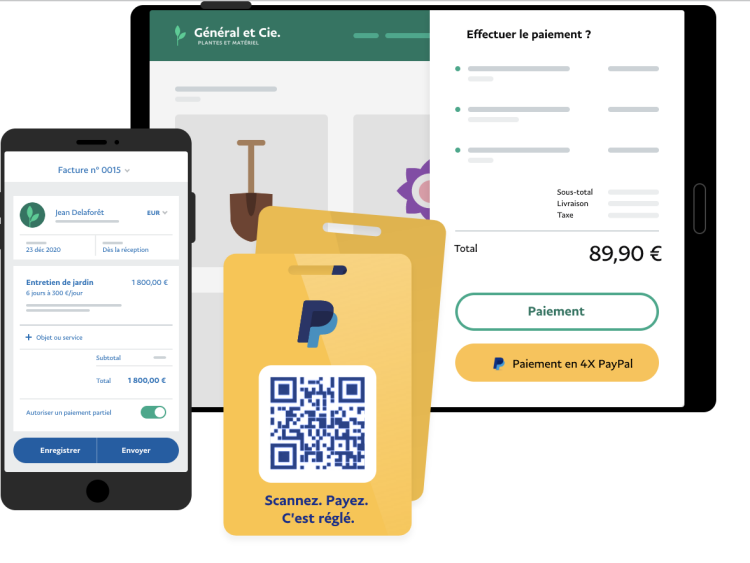 Général et Cie.
PLANTES ET MATÉRIEL
Effectuer le paiement ?
Sous-total
Livraison
Taxe
Total
89,90 €
Paiement
Paiement en 4X PayPal
Facture n° 0015
Jean Delaforêt
EUR
23 déc 2020
Dès la réception
Entretien de jardin
1 800,00 €
6 jours à 300 €/jour
+ Objet ou service
Subtotal
Total
1 800,00 €
Autoriser un paiement partiel
Enregistrer
Envoyer
Scannez. Payez.
C'est réglé.